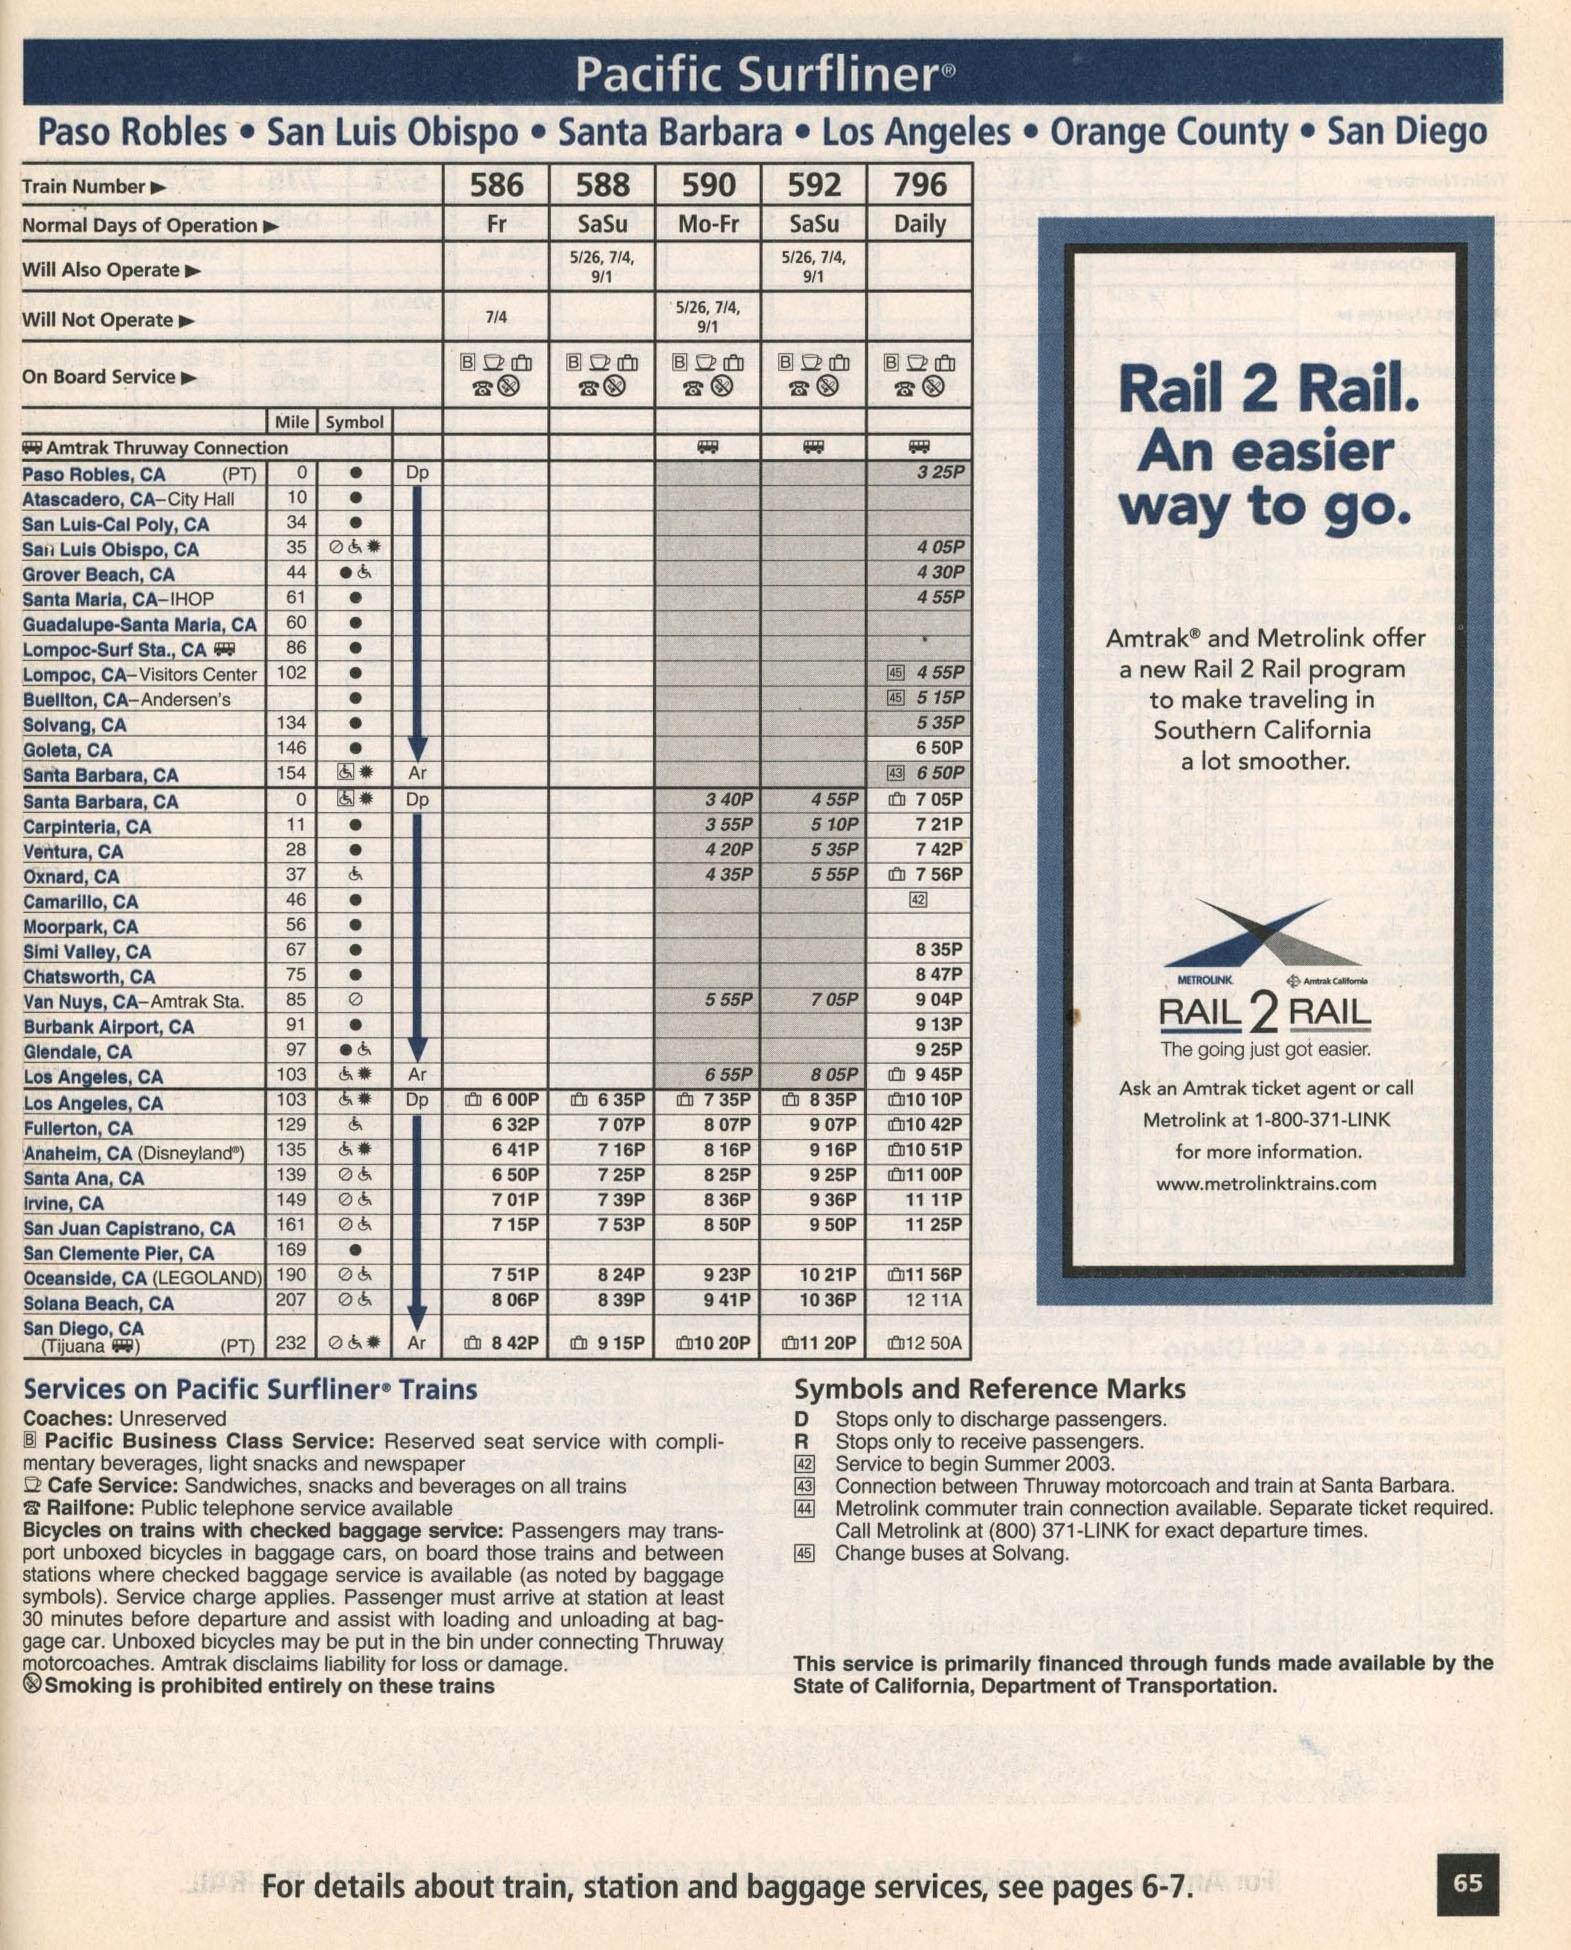 Pacific Surfliner®
Paso Robles • San Luis Obispo • Santa Barbara • Los Angeles • Orange County • San Diego
Train Number ▶ 586 588 590 592 796
Normal Days of Operation ▶ Fr SaSu Mo-Fr SaSu Daily
Will Also Operate ▶ 5/26, 7/4, 9/1 5/26, 7/4, 9/1
Will Not Operate ▶ 7/4 5/26, 7/4, 9/1
On Board Service ▶ B B B B B
Mile Symbol
Amtrak Thruway Connection
Paso Robles, CA (PT) 0 ● Dp 3 25P
Atascadero, CA–City Hall 10 ●
San Luis-Cal Poly, CA 34 ●
San Luis Obispo, CA 35 4 05P
Grover Beach, CA 44 ● 4 30P
Santa Maria, CA–IHOP 61 ● 4 55P
Guadalupe-Santa Maria, CA 60 ●
Lompoc-Surf Sta., CA 86 ●
Lompoc, CA–Visitors Center 102 ● 45 4 55P
Buellton, CA–Andersen's ● 45 5 15P
Solvang, CA 134 ● 5 35P
Goleta, CA 146 ● 6 50P
Santa Barbara, CA 154 Ar 43 6 50P
Santa Barbara, CA 0 Dp 3 40P 4 55P 7 05P
Carpinteria, CA 11 ● 3 55P 5 10P 7 21P
Ventura, CA 28 ● 4 20P 5 35P 7 42P
Oxnard, CA 37 4 35P 5 55P 7 56P
Camarillo, CA 46 ● 42
Moorpark, CA 56 ●
Simi Valley, CA 67 ● 8 35P
Chatsworth, CA 75 ● 8 47P
Van Nuys, CA–Amtrak Sta. 85 5 55P 7 05P 9 04P
Burbank Airport, CA 91 ● 9 13P
Glendale, CA 97 ● 9 25P
Los Angeles, CA 103 Ar 6 55P 8 05P 9 45P
Los Angeles, CA 103 Dp 6 00P 6 35P 7 35P 8 35P 10 10P
Fullerton, CA 129 6 32P 7 07P 8 07P 9 07P 10 42P
Anaheim, CA (Disneyland®) 135 6 41P 7 16P 8 16P 9 16P 10 51P
Santa Ana, CA 139 6 50P 7 25P 8 25P 9 25P 11 00P
Irvine, CA 149 7 01P 7 39P 8 36P 9 36P 11 11P
San Juan Capistrano, CA 161 7 15P 7 53P 8 50P 9 50P 11 25P
San Clemente Pier, CA 169 ●
Oceanside, CA (LEGOLAND) 190 7 51P 8 24P 9 23P 10 21P 11 56P
Solana Beach, CA 207 8 06P 8 39P 9 41P 10 36P 12 11A
San Diego, CA
(Tijuana ) (PT) 232 Ar 8 42P 9 15P 10 20P 11 20P 12 50A
Rail 2 Rail.
An easier
way to go.
Amtrak® and Metrolink offer
a new Rail 2 Rail program
to make traveling in
Southern California
a lot smoother.
METROLINK Amtrak California
RAIL 2 RAIL
The going just got easier.
Ask an Amtrak ticket agent or call
Metrolink at 1-800-371-LINK
for more information.
www.metrolinktrains.com
Services on Pacific Surfliner® Trains
Coaches: Unreserved
B Pacific Business Class Service: Reserved seat service with compli-
mentary beverages, light snacks and newspaper
Cafe Service: Sandwiches, snacks and beverages on all trains
Railfone: Public telephone service available
Bicycles on trains with checked baggage service: Passengers may trans-
port unboxed bicycles in baggage cars, on board those trains and between
stations where checked baggage service is available (as noted by baggage
symbols). Service charge applies. Passenger must arrive at station at least
30 minutes before departure and assist with loading and unloading at bag-
gage car. Unboxed bicycles may be put in the bin under connecting Thruway
motorcoaches. Amtrak disclaims liability for loss or damage.
Smoking is prohibited entirely on these trains
Symbols and Reference Marks
D Stops only to discharge passengers.
R Stops only to receive passengers.
42 Service to begin Summer 2003.
43 Connection between Thruway motorcoach and train at Santa Barbara.
44 Metrolink commuter train connection available. Separate ticket required.
Call Metrolink at (800) 371-LINK for exact departure times.
45 Change buses at Solvang.
This service is primarily financed through funds made available by the
State of California, Department of Transportation.
For details about train, station and baggage services, see pages 6-7.
65